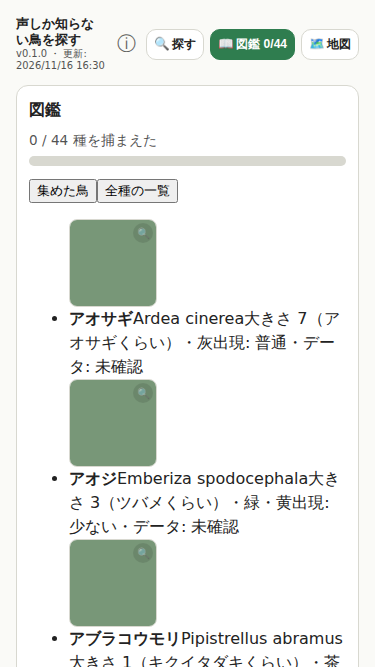 声しか知らな
い鳥を探す
v0.1.0 ・ 更新:
2026/11/16 16:30
ⓘ
🔍 探す
📖 図鑑 0/44
🗺️ 地図
図鑑
0 / 44 種を捕まえた
集めた鳥
全種の一覧
🔍
アオサギArdea cinerea大きさ 7（ア
オサギくらい）・灰出現: 普通・デー
タ: 未確認
🔍
アオジEmberiza spodocephala大き
さ 3（ツバメくらい）・緑・黄出現:
少ない・データ: 未確認
🔍
アブラコウモリPipistrellus abramus
大きさ 1（キクイタダキくらい）・茶